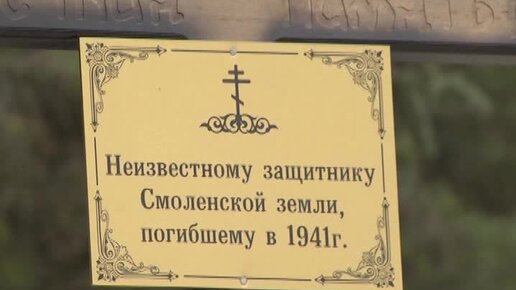 Неизвестному защитнику
Смоленской земли,
погибшему в 1941г.